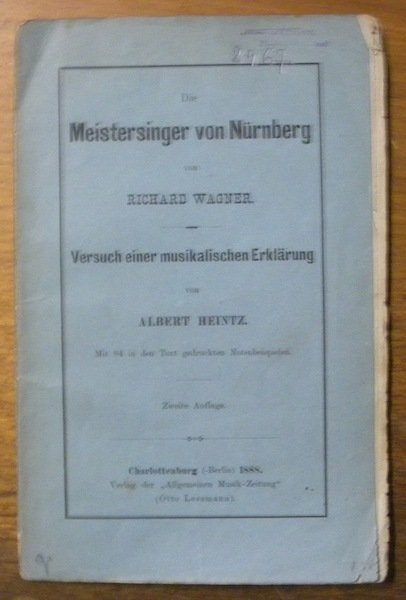 Die
Meistersinger von Nürnberg
von
RICHARD WAGNER.
Versuch einer musikalischen Erklärung
von
ALBERT HEINTZ.
Mit 84 in den Text gedruckten Notenbeispielen.
Zweite Auflage.
Charlottenburg (-Berlin) 1888.
Verlag der „Allgemeinen Musik-Zeitung“
(Otto Lessmann).